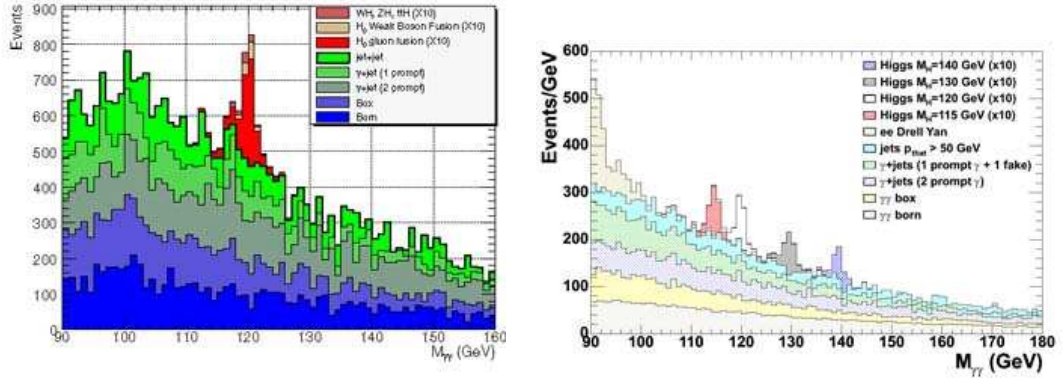 Events
900
800
700
600
500
400
300
200
100
0
90 100 110 120 130 140 150 160
Mγγ (GeV)
WH, ZH, ttH (X10)
H0 Weak Boson Fusion (X10)
H0 gluon fusion (X10)
jet+jet
γ+jet (1 prompt)
γ+jet (2 prompt)
Box
Born
Events/GeV
600
500
400
300
200
100
0
90 100 110 120 130 140 150 160 170 180
Mγγ (GeV)
Higgs MH=140 GeV (x10)
Higgs MH=130 GeV (x10)
Higgs MH=120 GeV (x10)
Higgs MH=115 GeV (x10)
ee Drell Yan
jets pThat > 50 GeV
γ+jets (1 prompt γ + 1 fake)
γ+jets (2 prompt γ)
γγ box
γγ born